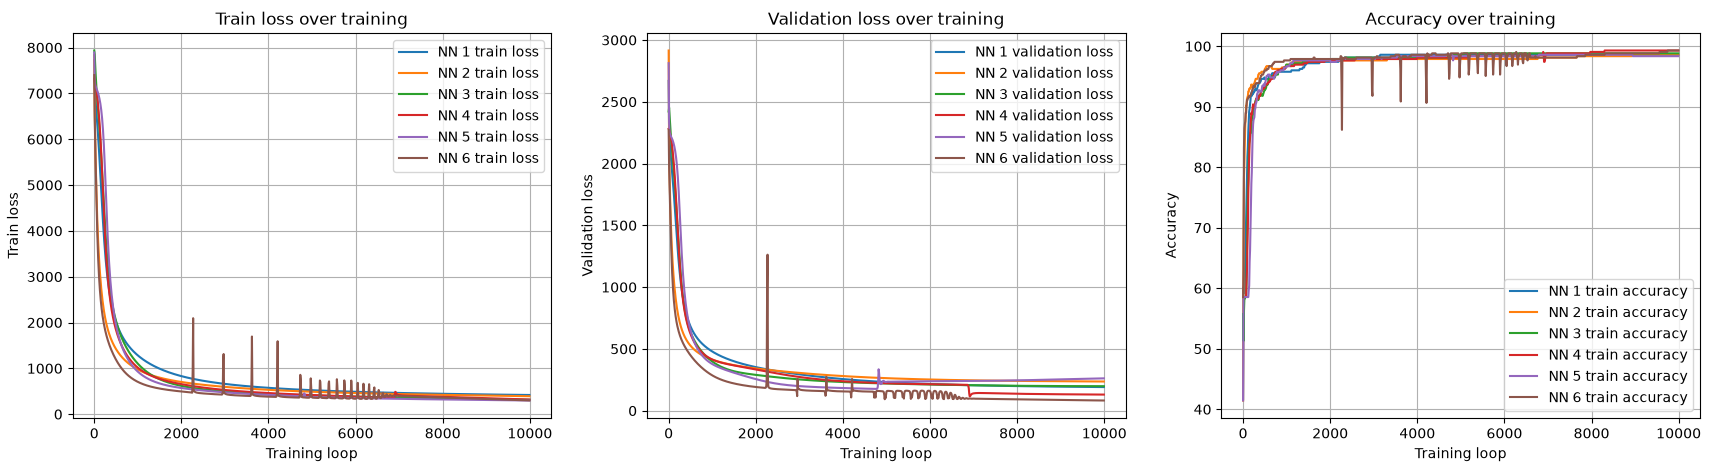 Train loss over training
8000
7000
6000
5000
4000
3000
2000
1000
0
Train loss
0
2000
4000
6000
8000
10000
Training loop
NN 1 train loss
NN 2 train loss
NN 3 train loss
NN 4 train loss
NN 5 train loss
NN 6 train loss
Validation loss over training
3000
2500
2000
1500
1000
500
0
Validation loss
0
2000
4000
6000
8000
10000
Training loop
NN 1 validation loss
NN 2 validation loss
NN 3 validation loss
NN 4 validation loss
NN 5 validation loss
NN 6 validation loss
Accuracy over training
100
90
80
70
60
50
40
Accuracy
0
2000
4000
6000
8000
10000
Training loop
NN 1 train accuracy
NN 2 train accuracy
NN 3 train accuracy
NN 4 train accuracy
NN 5 train accuracy
NN 6 train accuracy